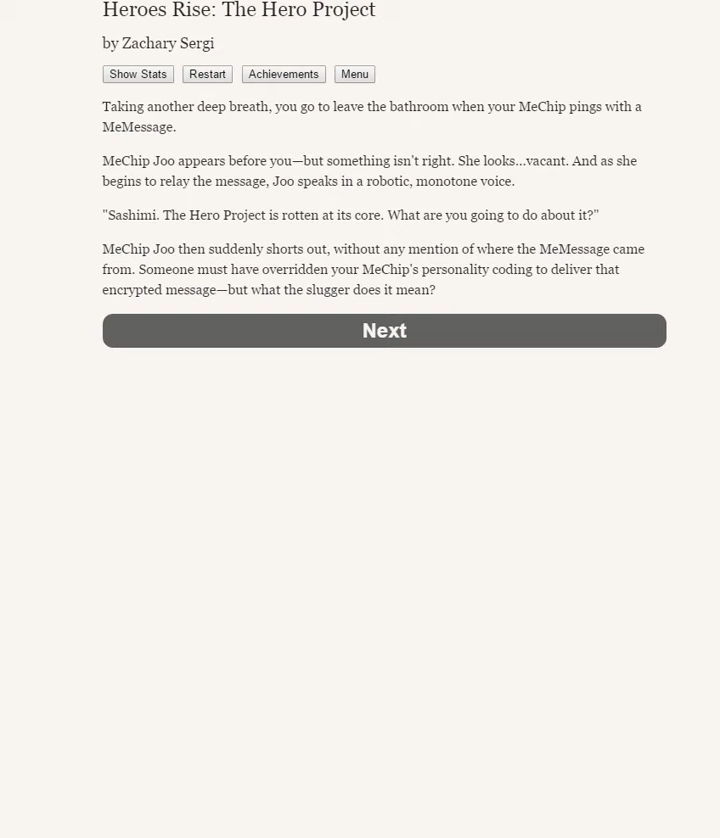 Heroes Rise: The Hero Project
by Zachary Sergi
Show Stats Restart Achievements Menu
Taking another deep breath, you go to leave the bathroom when your MeChip pings with a
MeMessage.
MeChip Joo appears before you—but something isn't right. She looks...vacant. And as she
begins to relay the message, Joo speaks in a robotic, monotone voice.
"Sashimi. The Hero Project is rotten at its core. What are you going to do about it?"
MeChip Joo then suddenly shorts out, without any mention of where the MeMessage came
from. Someone must have overridden your MeChip's personality coding to deliver that
encrypted message—but what the slugger does it mean?
Next